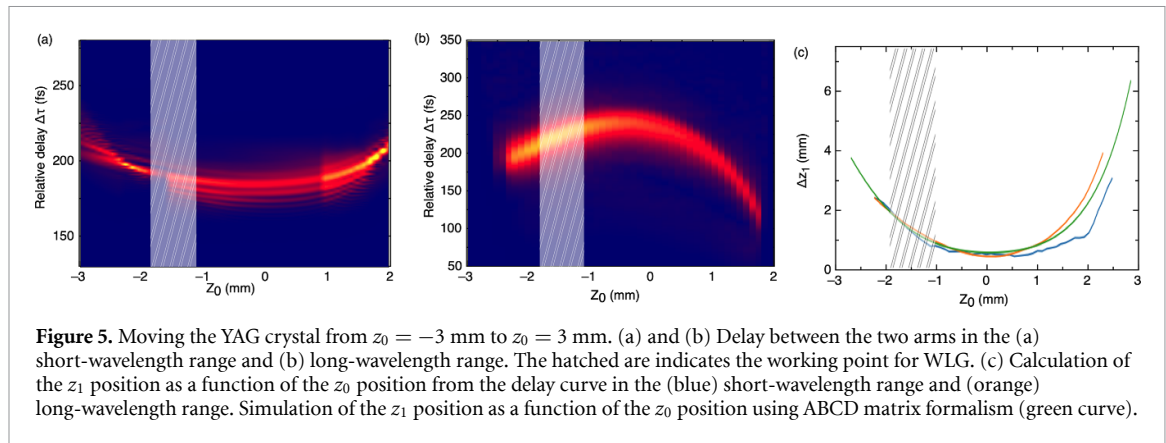 (a)
250
200
150
Relative delay Δτ (fs)
−3 −2 −1 0 1 2
Z₀ (mm)
(b)
350
300
250
200
150
100
50
Relative delay Δτ (fs)
−3 −2 −1 0 1 2
Z₀ (mm)
(c)
6
4
2
0
Δz₁ (mm)
−3 −2 −1 0 1 2 3
Z₀ (mm)
Figure 5. Moving the YAG crystal from z₀ = −3 mm to z₀ = 3 mm. (a) and (b) Delay between the two arms in the (a)
short-wavelength range and (b) long-wavelength range. The hatched are indicates the working point for WLG. (c) Calculation of
the z₁ position as a function of the z₀ position from the delay curve in the (blue) short-wavelength range and (orange)
long-wavelength range. Simulation of the z₁ position as a function of the z₀ position using ABCD matrix formalism (green curve).